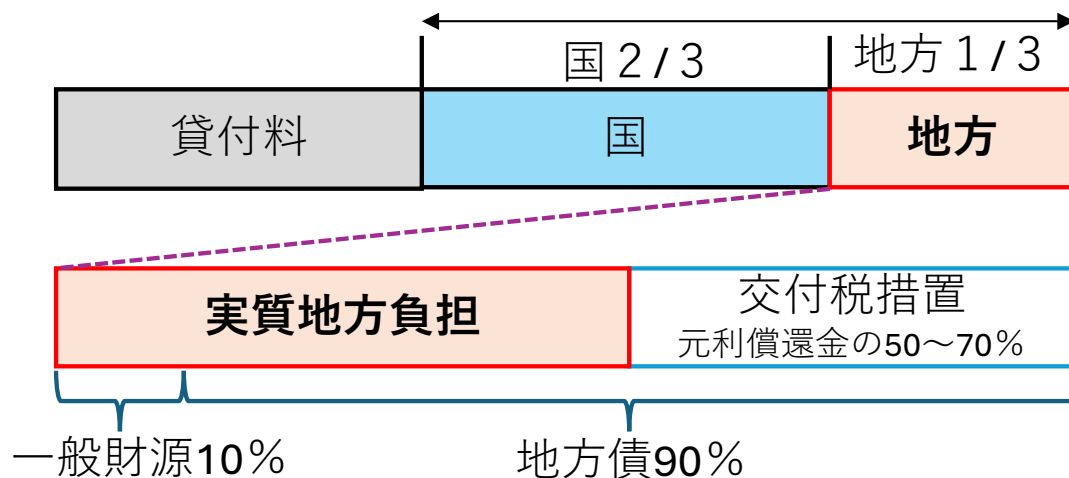 国２/３
地方１/３
貸付料
国
地方
実質地方負担
交付税措置
元利償還金の50～70％
一般財源10％
地方債90％